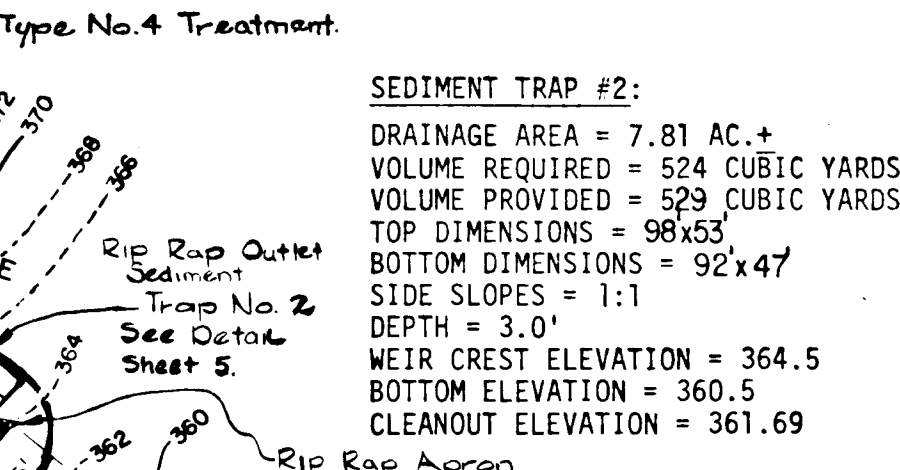 Type No.4 Treatment.
370
368
366
Rip Rap Outlet
Sediment
Trap No. 2
See Detail
Sheet 5.
364
362
360
Rip Rap Apron
SEDIMENT TRAP #2:
DRAINAGE AREA = 7.81 AC.±
VOLUME REQUIRED = 524 CUBIC YARDS
VOLUME PROVIDED = 529 CUBIC YARDS
TOP DIMENSIONS = 98'x53'
BOTTOM DIMENSIONS = 92'x47'
SIDE SLOPES = 1:1
DEPTH = 3.0'
WEIR CREST ELEVATION = 364.5
BOTTOM ELEVATION = 360.5
CLEANOUT ELEVATION = 361.69